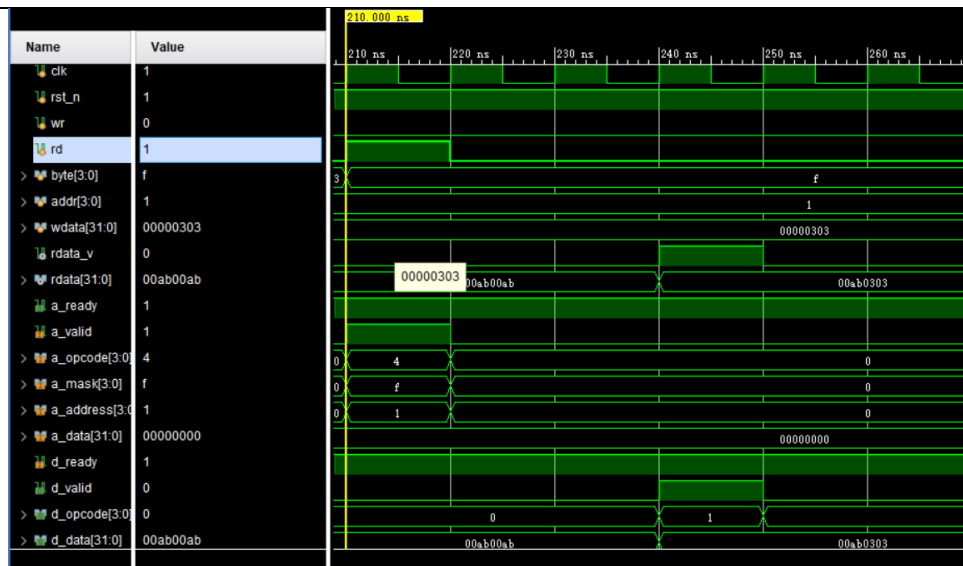 210.000 ns
Name Value
210 ns 220 ns 230 ns 240 ns 250 ns 260 ns
clk 1
rst_n 1
wr 0
rd 1
byte[3:0] f 3 f
addr[3:0] 1 1
wdata[31:0] 00000303 00000303
rdata_v 0
rdata[31:0] 00ab00ab 00000303 00ab00ab 00ab0303
a_ready 1
a_valid 1
a_opcode[3:0] 4 0 4 0
a_mask[3:0] f 0 f 0
a_address[3:0 1 0 1 0
a_data[31:0] 00000000 00000000
d_ready 1
d_valid 0
d_opcode[3:0] 0 0 1
d_data[31:0] 00ab00ab 00ab00ab 00ab0303